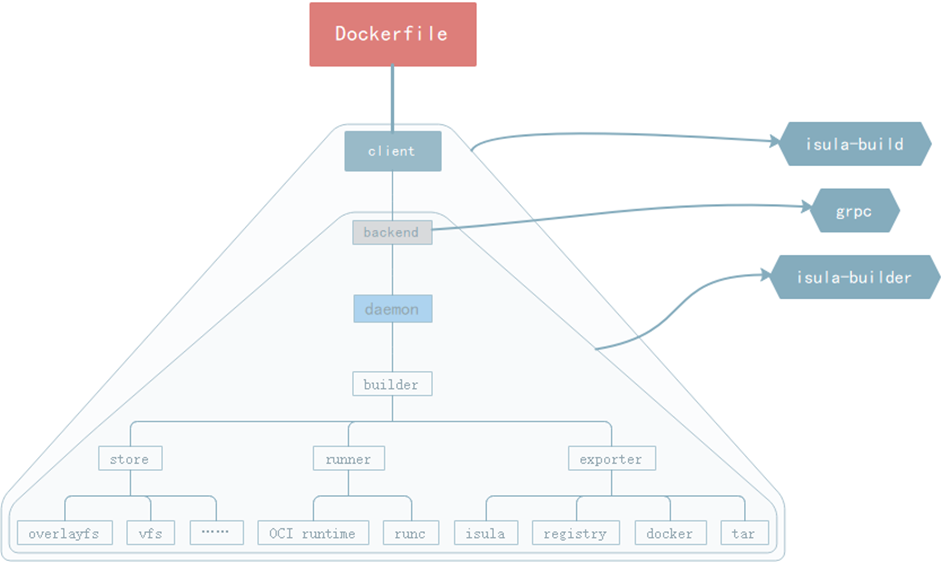 Dockerfile
client
isula-build
grpc
backend
isula-builder
daemon
builder
store
runner
exporter
overlayfs
vfs
……
OCI runtime
runc
isula
registry
docker
tar